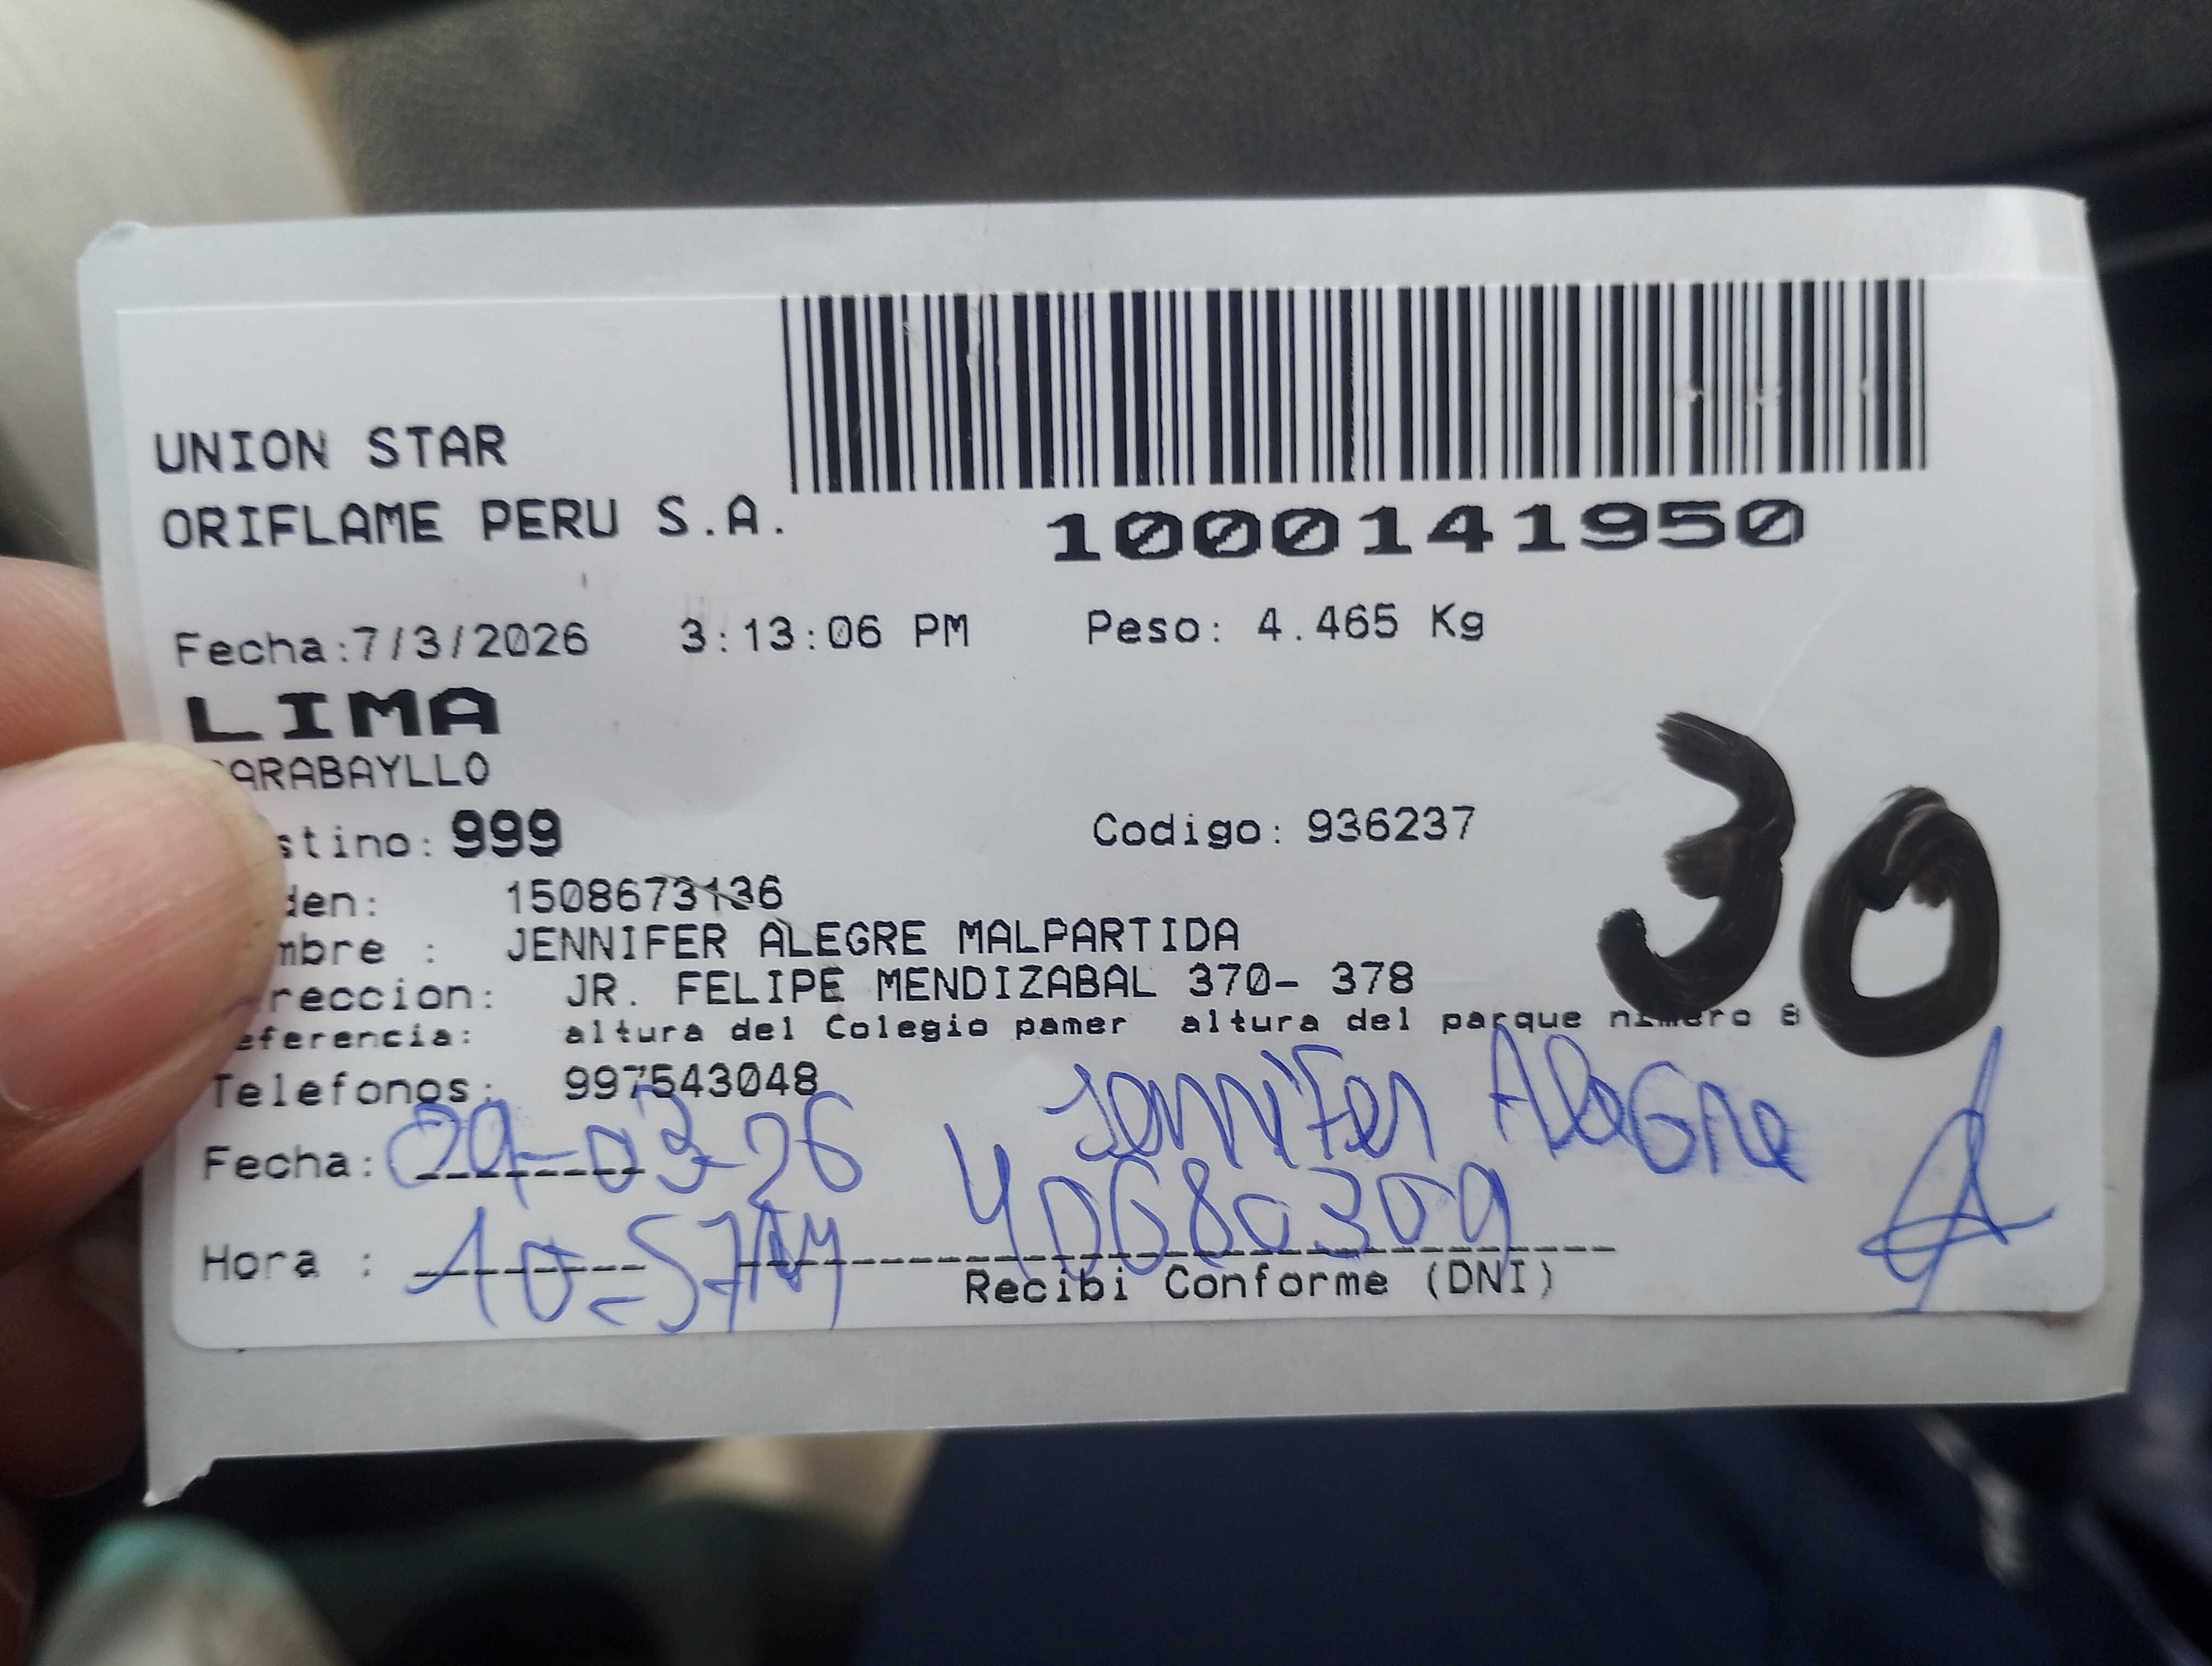 UNION STAR
ORIFLAME PERU S.A.
1000141950
Fecha:7/3/2026 3:13:06 PM Peso: 4.465 Kg
LIMA
ARABAYLLO
stino: 999 Codigo: 936237
den: 1508673136
mbre : JENNIFER ALEGRE MALPARTIDA
reccion: JR. FELIPE MENDIZABAL 370- 378
30
eferencia: altura del Colegio pamer altura del parque número 8
Telefonos: 997543048
Jennifer Alegre
Fecha: 09-03-26
40680309
Hora : 10-57AM
Recibi Conforme (DNI)